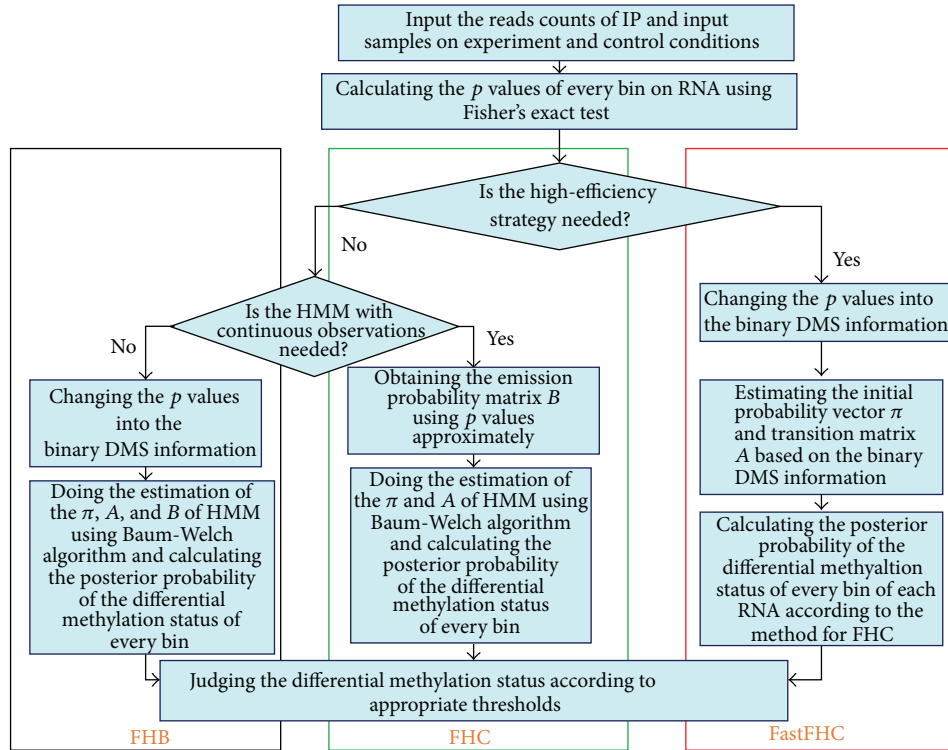 Input the reads counts of IP and input
samples on experiment and control conditions
Calculating the p values of every bin on RNA using
Fisher's exact test
Is the high-efficiency
strategy needed?
No
Yes
Is the HMM with
continuous observations
needed?
No
Yes
Changing the p values
into the
binary DMS information
Doing the estimation of
the π, A, and B of HMM
using Baum-Welch
algorithm and calculating
the posterior probability
of the differential
methylation status of
every bin
Obtaining the emission
probability matrix B
using p values
approximately
Doing the estimation of
the π and A of HMM using
Baum-Welch algorithm
and calculating the
posterior probability
of the differential
methylation status
of every bin
Changing the p values into
the binary DMS information
Estimating the initial
probability vector π
and transition matrix
A based on the binary
DMS information
Calculating the posterior
probability of the
differential methyaltion
status of every bin of each
RNA according to the
method for FHC
Judging the differential methylation status according to
appropriate thresholds
FHB
FHC
FastFHC